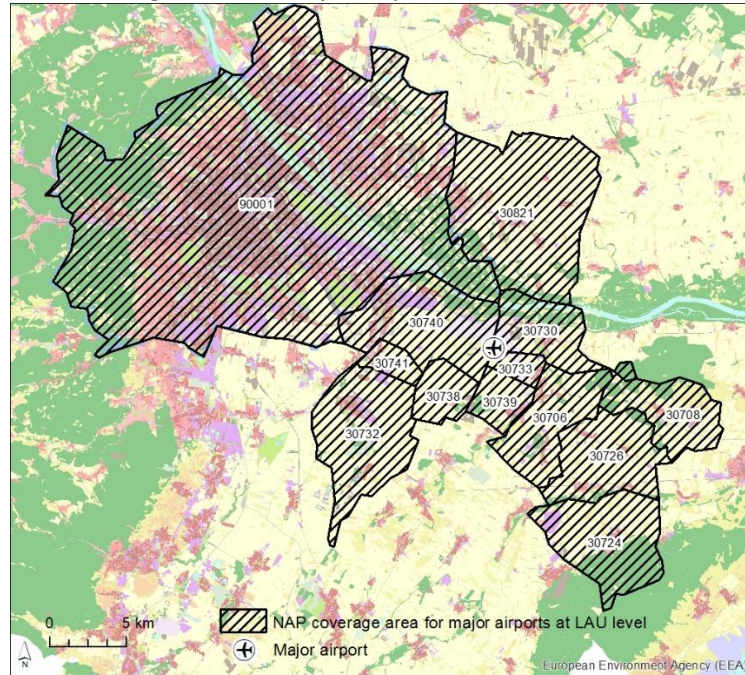 90001
30821
30740
30730
30741
30733
30738
30739
30706
30708
30732
30726
30724
0
5 km
NAP coverage area for major airports at LAU level
Major airport
N
European Environment Agency (EEA)